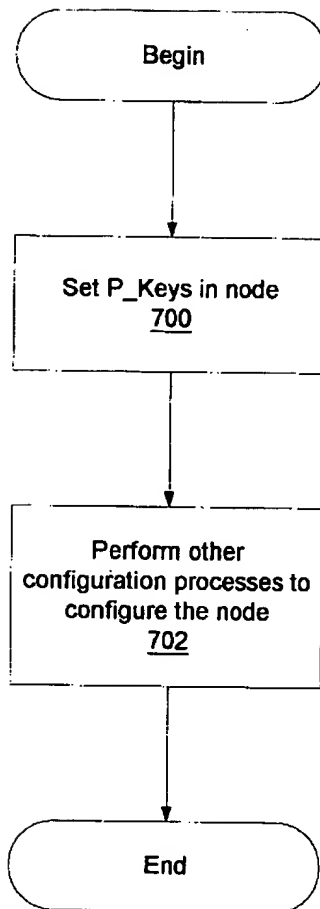 Begin
Set P_Keys in node
700
Perform other
configuration processes to
configure the node
702
End